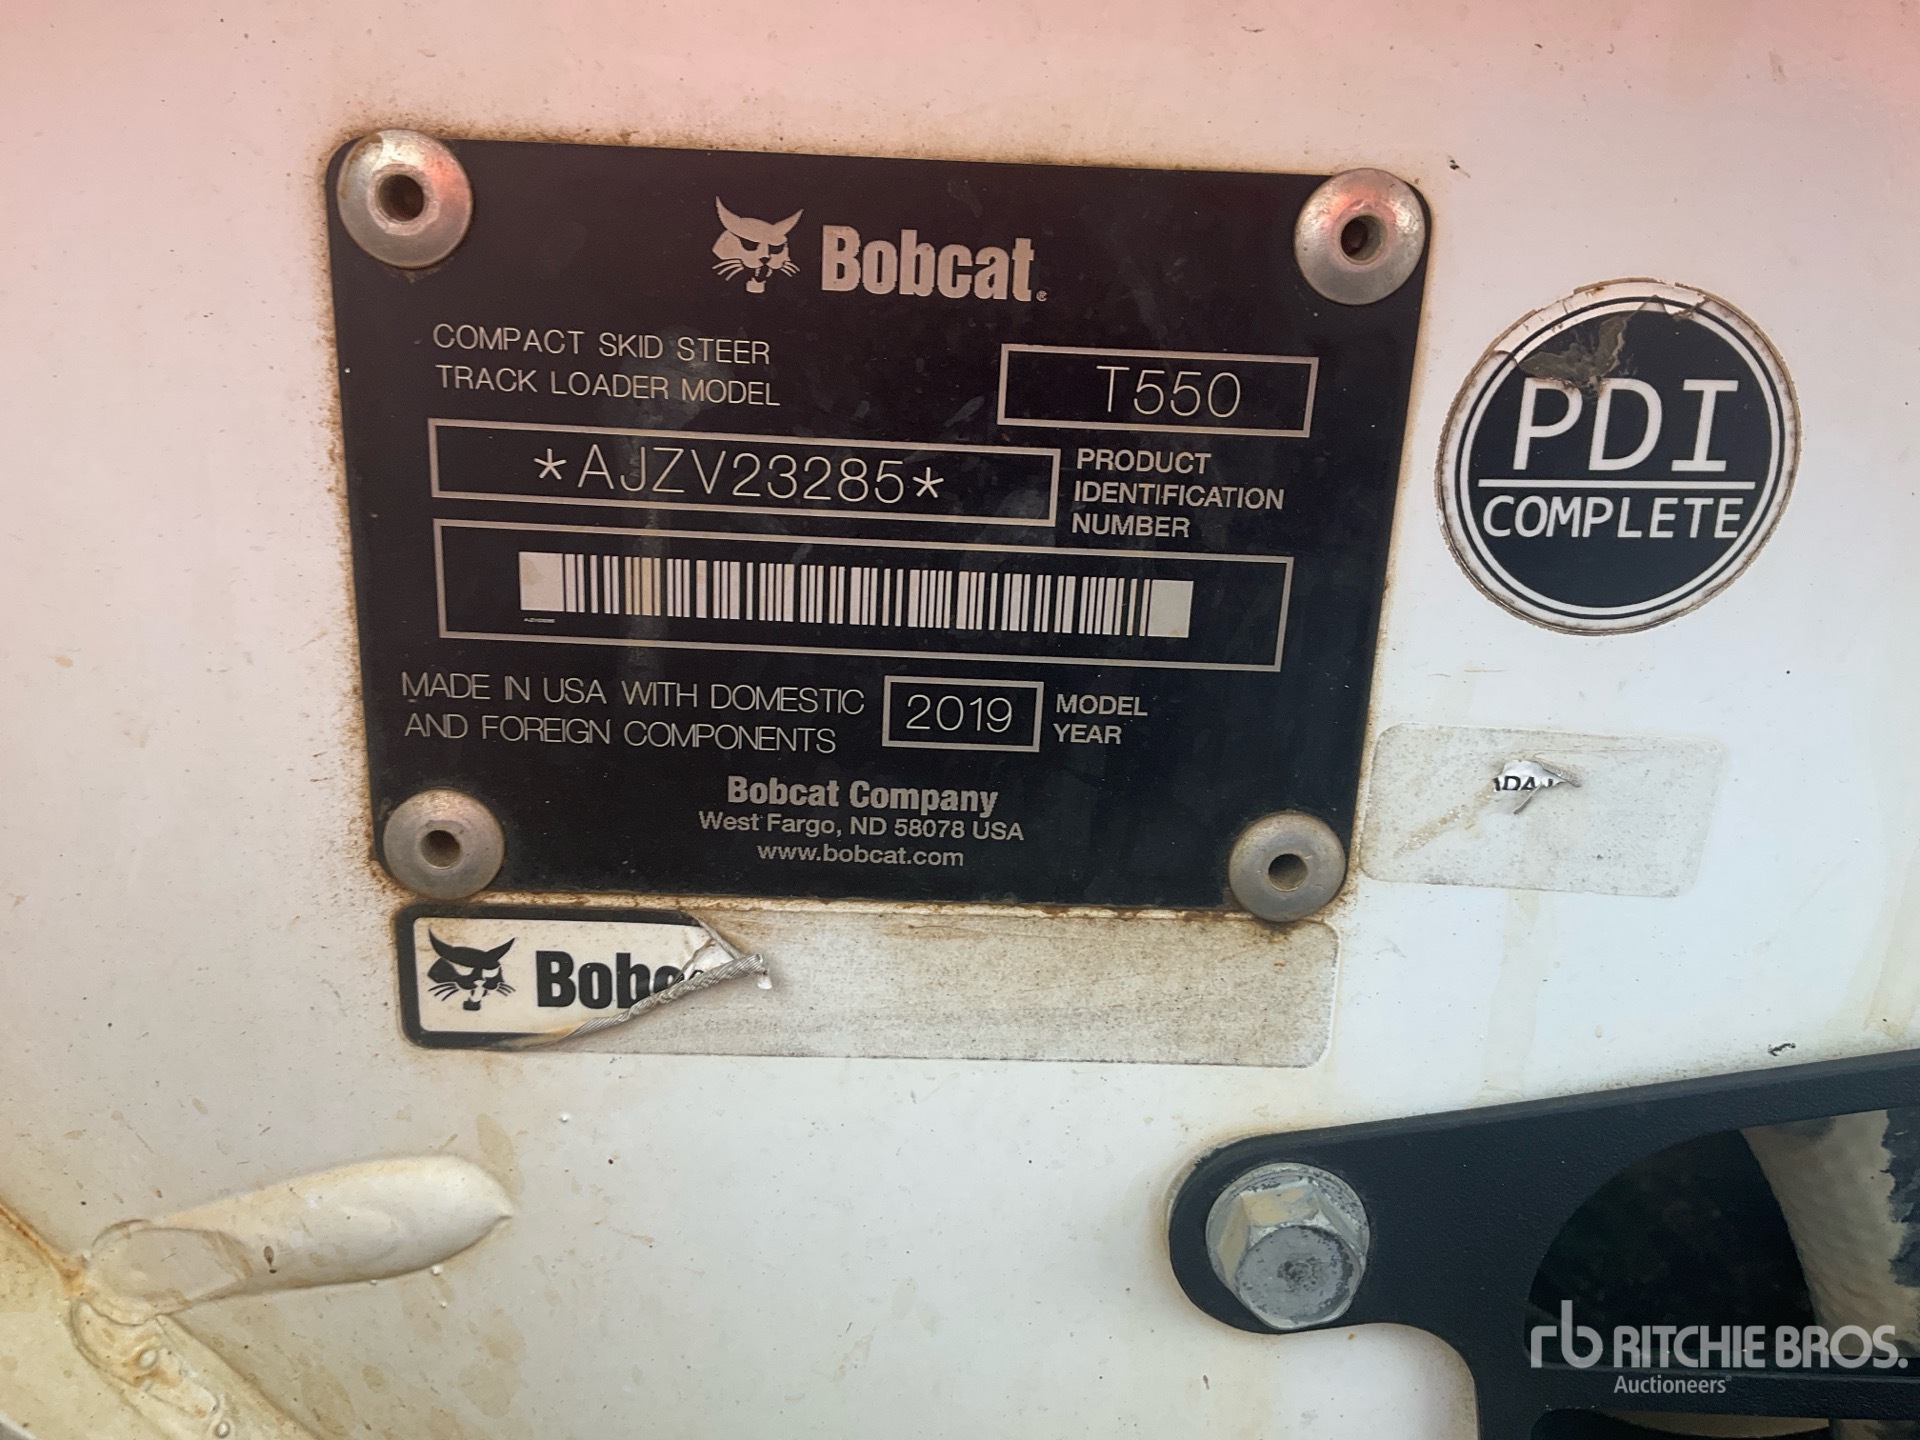 Bobcat®
COMPACT SKID STEER
TRACK LOADER MODEL
T550
*AJZV23285*
PRODUCT
IDENTIFICATION
NUMBER
MADE IN USA WITH DOMESTIC
AND FOREIGN COMPONENTS
2019
MODEL
YEAR
Bobcat Company
West Fargo, ND 58078 USA
www.bobcat.com
PDI
COMPLETE
Bobc
rb RITCHIE BROS.
Auctioneers